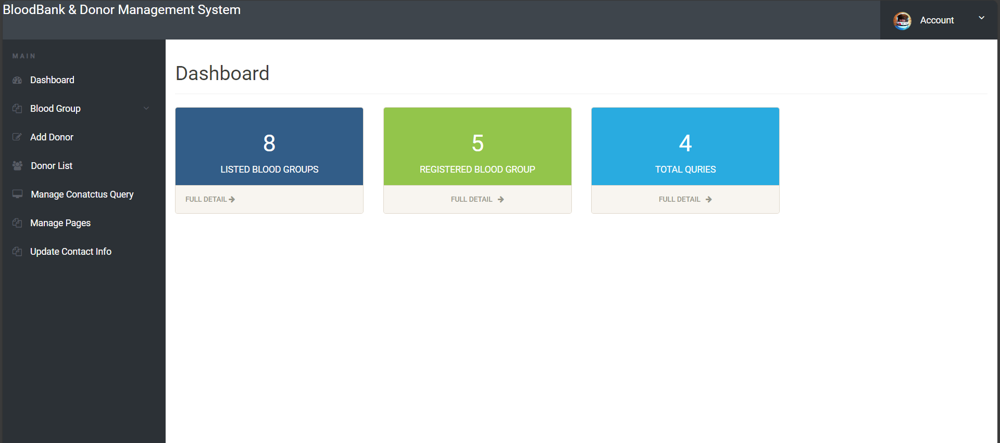 BloodBank & Donor Management System
Account
MAIN
Dashboard
Blood Group
Add Donor
Donor List
Manage Conatctus Query
Manage Pages
Update Contact Info
Dashboard
8
LISTED BLOOD GROUPS
FULL DETAIL
5
REGISTERED BLOOD GROUP
FULL DETAIL
4
TOTAL QURIES
FULL DETAIL